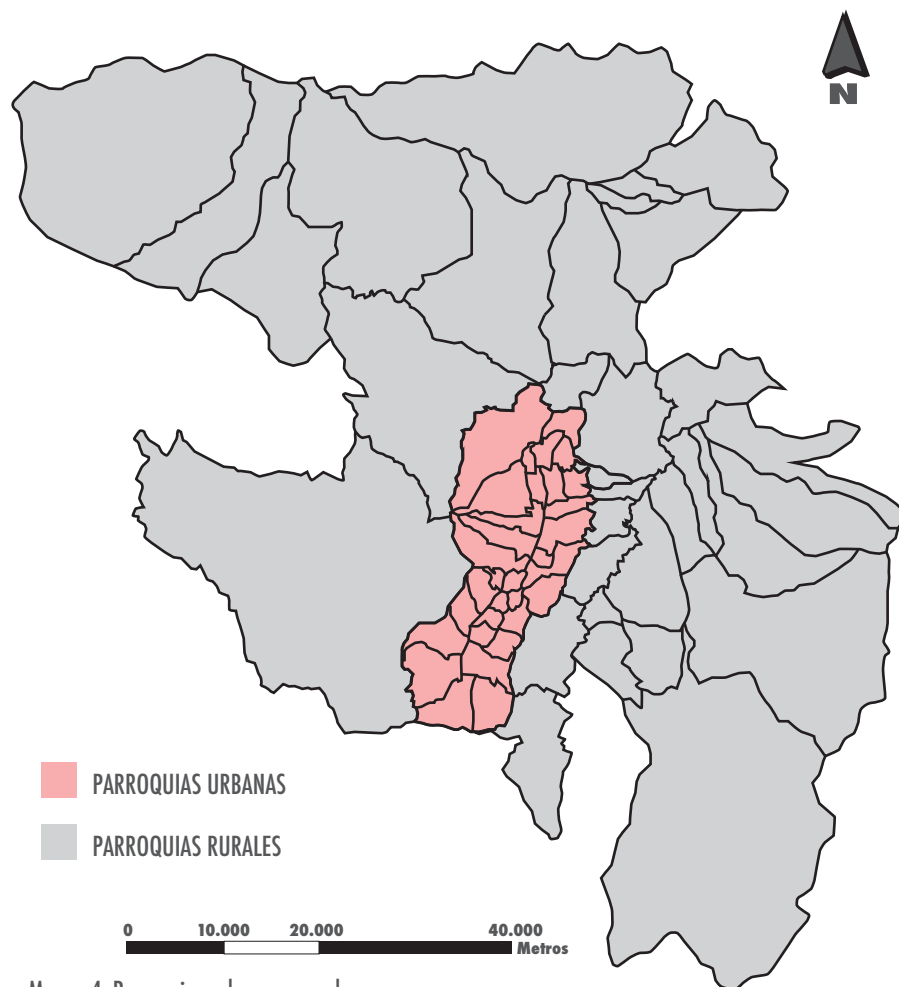 N
PARROQUIAS URBANAS
PARROQUIAS RURALES
0 10.000 20.000 40.000
Metros